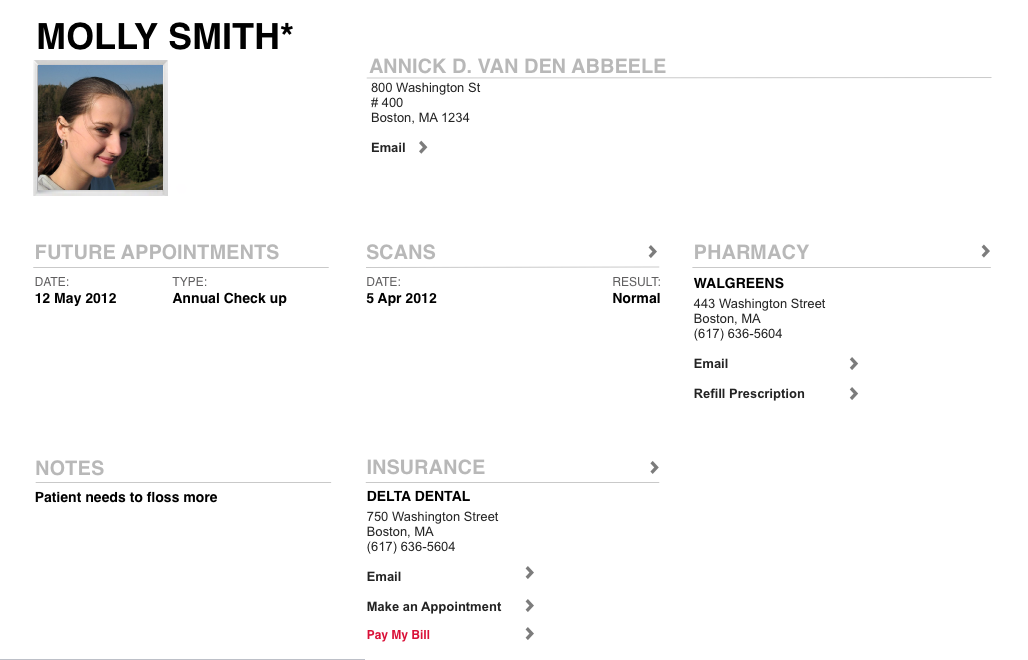 MOLLY SMITH*
ANNICK D. VAN DEN ABBEELE
800 Washington St
# 400
Boston, MA 1234
Email
FUTURE APPOINTMENTS
DATE: TYPE:
12 May 2012 Annual Check up
SCANS
DATE: RESULT:
5 Apr 2012 Normal
PHARMACY
WALGREENS
443 Washington Street
Boston, MA
(617) 636-5604
Email
Refill Prescription
NOTES
Patient needs to floss more
INSURANCE
DELTA DENTAL
750 Washington Street
Boston, MA
(617) 636-5604
Email
Make an Appointment
Pay My Bill